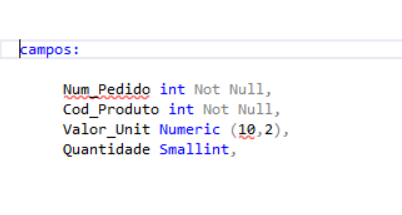 campos:
Num_Pedido int Not Null,
Cod_Produto int Not Null,
Valor_Unit Numeric (10,2),
Quantidade Smallint,